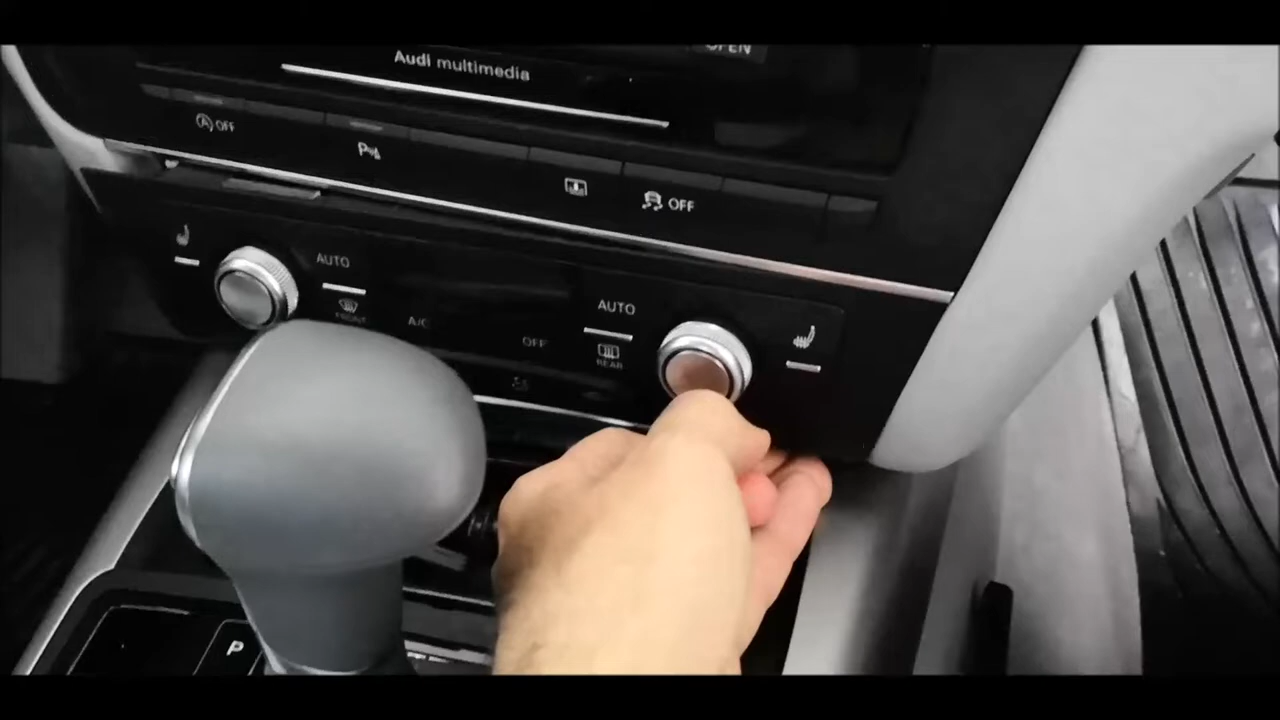 OPEN
Audi multimedia
A OFF
P
OFF
AUTO
FRONT
A/C
OFF
AUTO
REAR
P